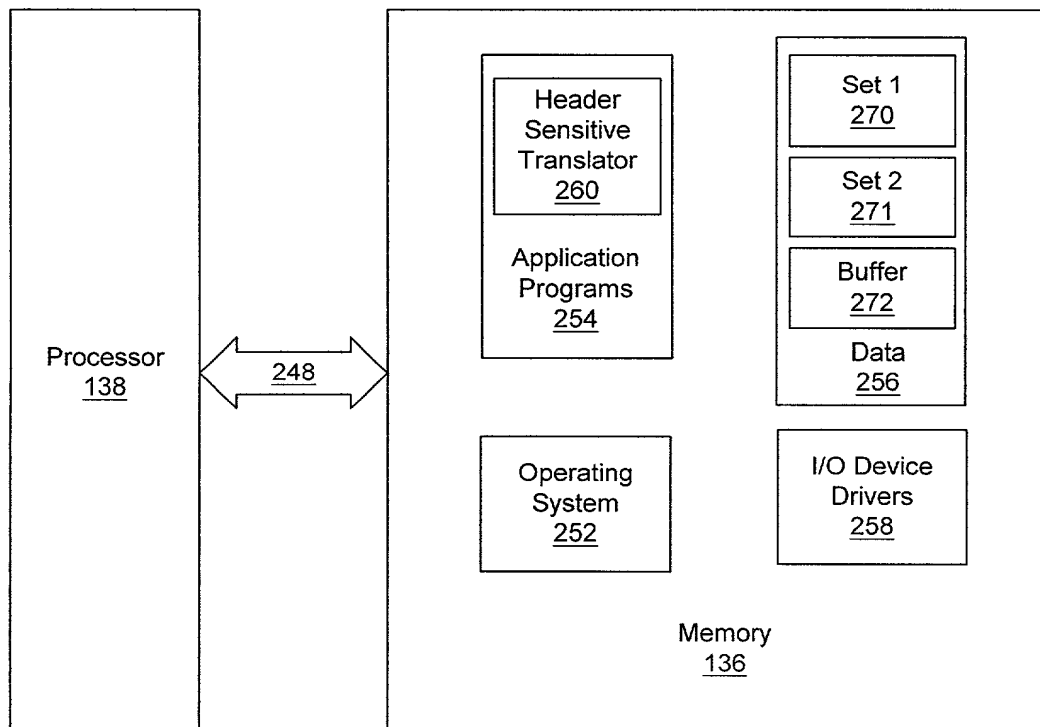 Processor
138
248
Header
Sensitive
Translator
260
Application
Programs
254
Set 1
270
Set 2
271
Buffer
272
Data
256
Operating
System
252
I/O Device
Drivers
258
Memory
136